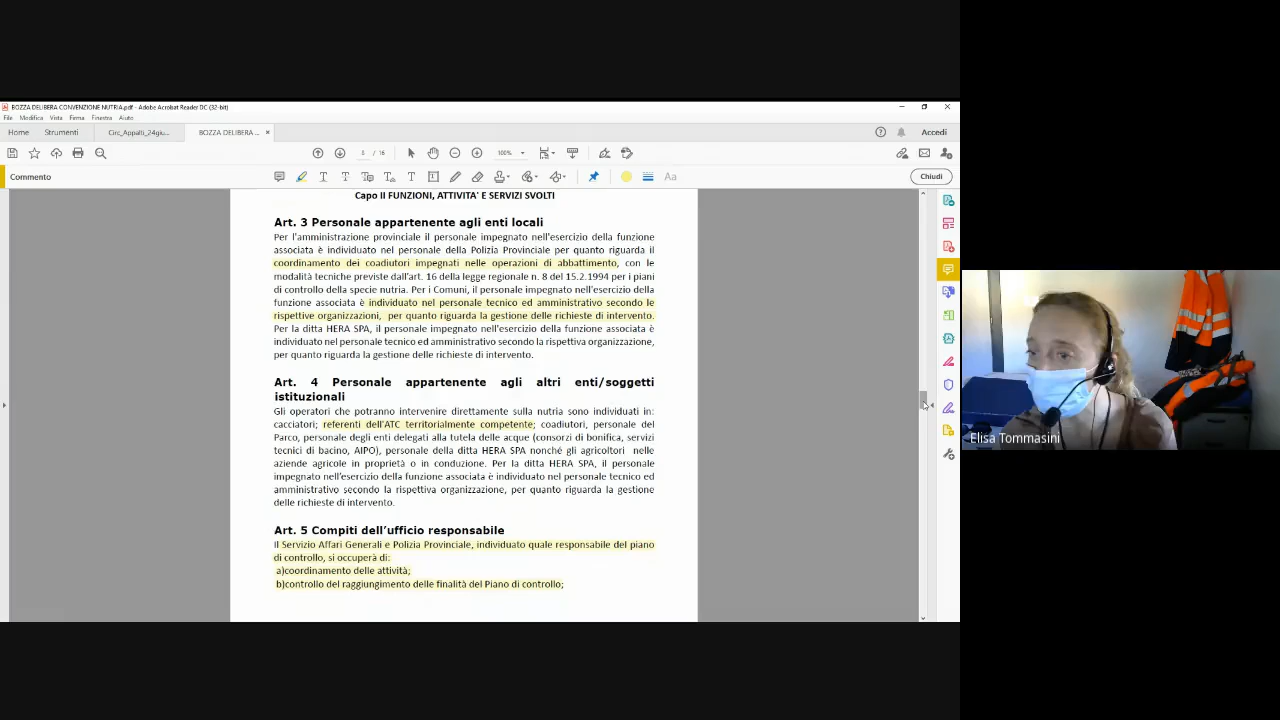 BOZZA DELIBERA CONVENZIONE NUTRIA.pdf - Adobe Acrobat Reader DC (32-bit)
File Modifica Vista Firma Finestra Aiuto
Home Strumenti Circ_Appalti_24giu... BOZZA DELIBERA ... × Accedi
/ 16 100%
Commento Aa Chiudi
Capo II FUNZIONI, ATTIVITA' E SERVIZI SVOLTI
Art. 3 Personale appartenente agli enti locali
Per l'amministrazione provinciale il personale impegnato nell'esercizio della funzione
associata è individuato nel personale della Polizia Provinciale per quanto riguarda il
coordinamento dei coadiutori impegnati nelle operazioni di abbattimento, con le
modalità tecniche previste dall'art. 16 della legge regionale n. 8 del 15.2.1994 per i piani
di controllo della specie nutria. Per i Comuni, il personale impegnato nell'esercizio della
funzione associata è individuato nel personale tecnico ed amministrativo secondo le
rispettive organizzazioni, per quanto riguarda la gestione delle richieste di intervento.
Per la ditta HERA SPA, il personale impegnato nell'esercizio della funzione associata è
individuato nel personale tecnico ed amministrativo secondo la rispettiva organizzazione,
per quanto riguarda la gestione delle richieste di intervento.
Art. 4 Personale appartenente agli altri enti/soggetti
istituzionali
Gli operatori che potranno intervenire direttamente sulla nutria sono individuati in:
cacciatori; referenti dell'ATC territorialmente competente; coadiutori, personale del
Parco, personale degli enti delegati alla tutela delle acque (consorzi di bonifica, servizi
tecnici di bacino, AIPO), personale della ditta HERA SPA nonché gli agricoltori nelle
aziende agricole in proprietà o in conduzione. Per la ditta HERA SPA, il personale
impegnato nell'esercizio della funzione associata è individuato nel personale tecnico ed
amministrativo secondo la rispettiva organizzazione, per quanto riguarda la gestione
delle richieste di intervento.
Art. 5 Compiti dell'ufficio responsabile
Il Servizio Affari Generali e Polizia Provinciale, individuato quale responsabile del piano
di controllo, si occuperà di:
a)coordinamento delle attività;
b)controllo del raggiungimento delle finalità del Piano di controllo;
Elisa Tommasini